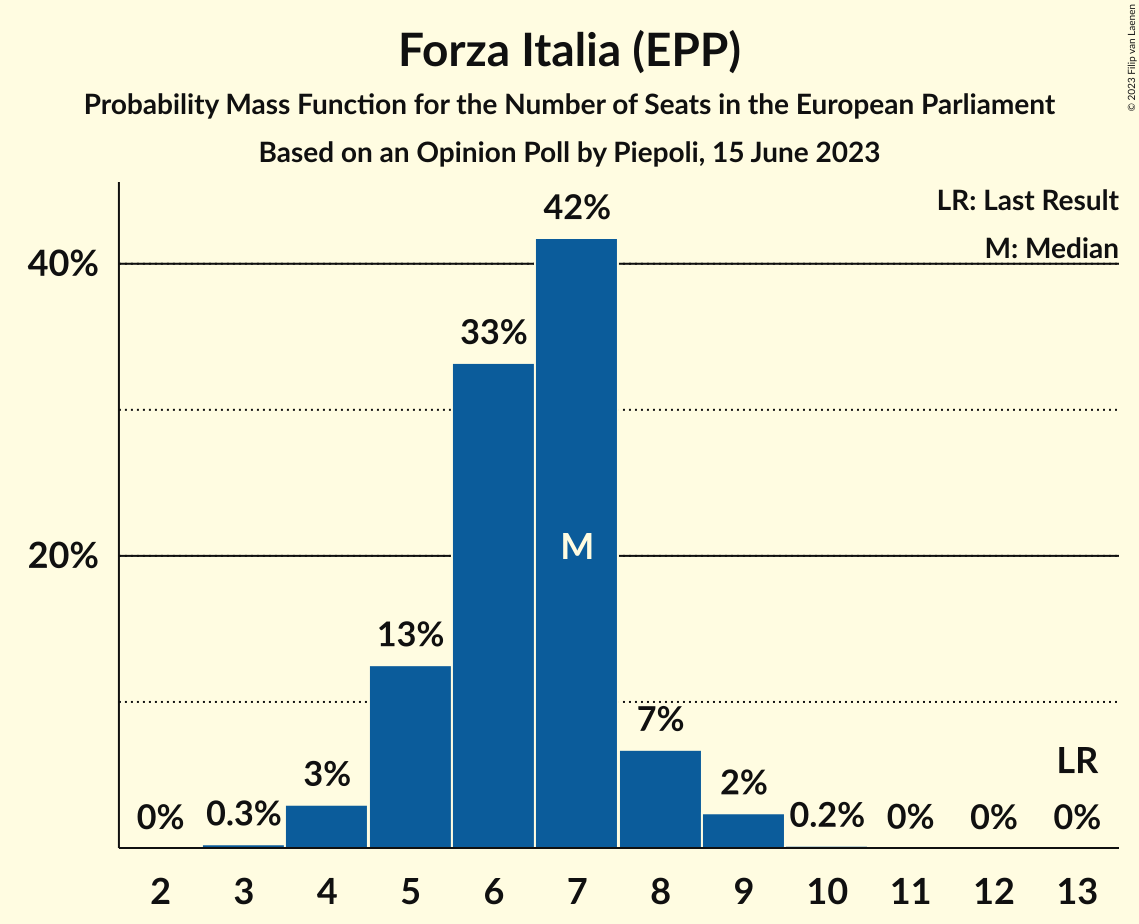 Forza Italia (EPP)
Probability Mass Function for the Number of Seats in the European Parliament
Based on an Opinion Poll by Piepoli, 15 June 2023
© 2023 Filip van Laenen
LR: Last Result
M: Median
42%
40%
33%
M
20%
13%
7%
LR
3%
2%
0%
0.3%
0.2%
0%
0%
0%
2 3 4 5 6 7 8 9 10 11 12 13